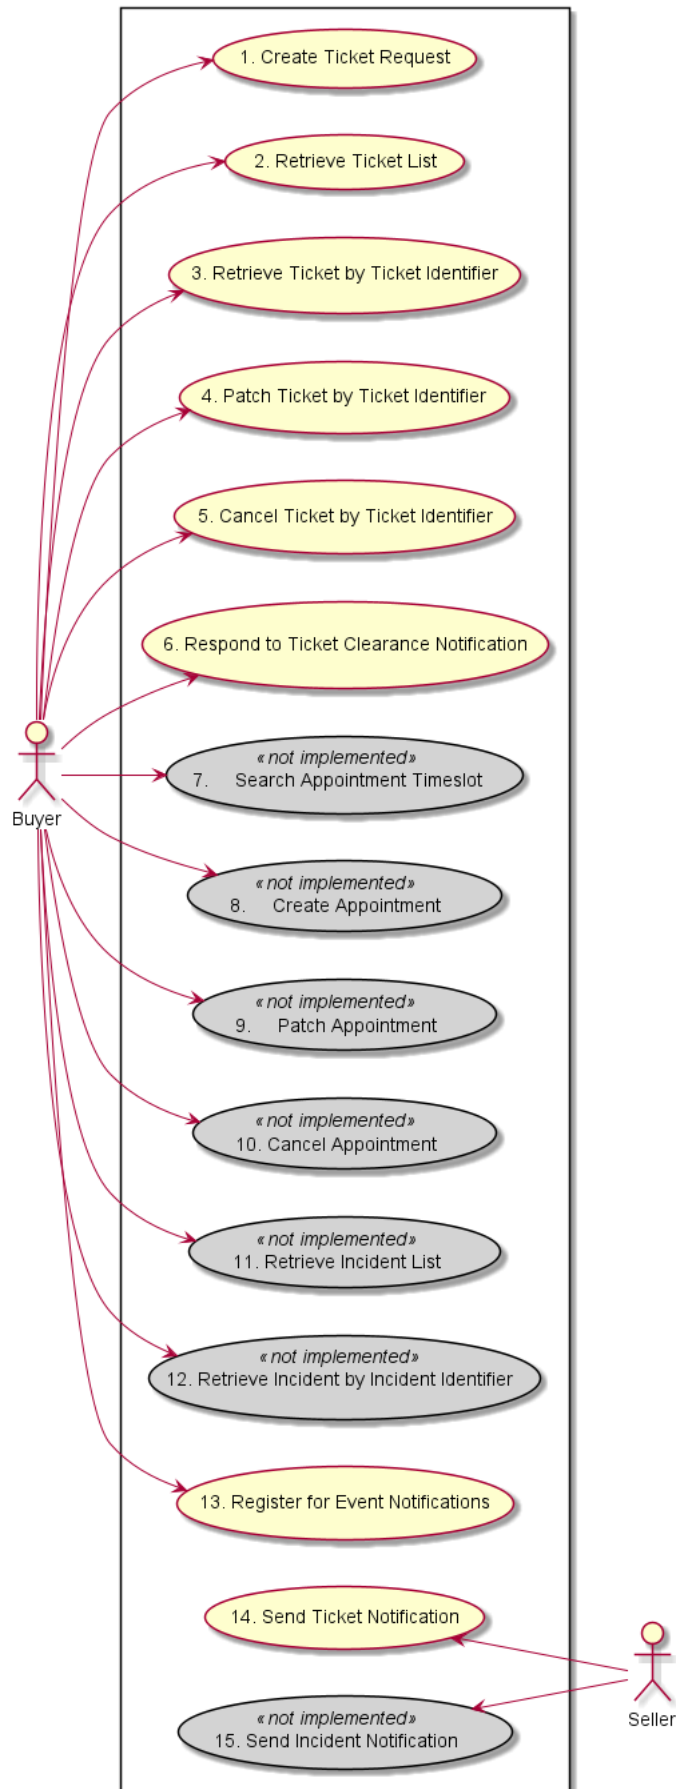 1. Create Ticket Request
2. Retrieve Ticket List
3. Retrieve Ticket by Ticket Identifier
4. Patch Ticket by Ticket Identifier
5. Cancel Ticket by Ticket Identifier
6. Respond to Ticket Clearance Notification
«not implemented»
7. Search Appointment Timeslot
Buyer
«not implemented»
8. Create Appointment
«not implemented»
9. Patch Appointment
«not implemented»
10. Cancel Appointment
«not implemented»
11. Retrieve Incident List
«not implemented»
12. Retrieve Incident by Incident Identifier
13. Register for Event Notifications
14. Send Ticket Notification
Seller
«not implemented»
15. Send Incident Notification